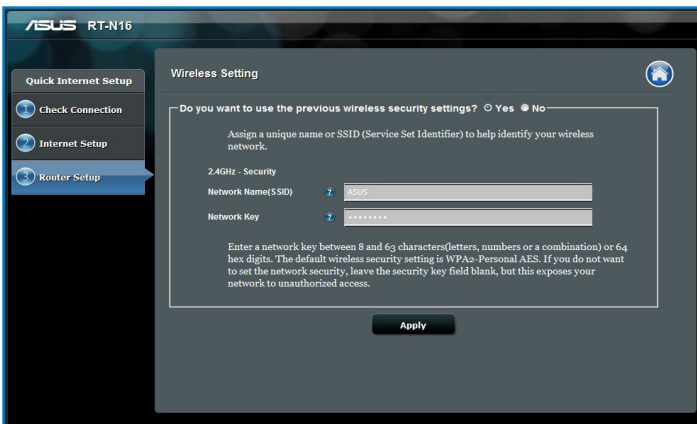 ASUS RT-N16
Quick Internet Setup
1 Check Connection
2 Internet Setup
3 Router Setup
Wireless Setting
Do you want to use the previous wireless security settings? Yes No
Assign a unique name or SSID (Service Set Identifier) to help identify your wireless
network.
2.4GHz - Security
Network Name(SSID) ? ASUS
Network Key ? ••••••••
Enter a network key between 8 and 63 characters(letters, numbers or a combination) or 64
hex digits. The default wireless security setting is WPA2-Personal AES. If you do not want
to set the network security, leave the security key field blank, but this exposes your
network to unauthorized access.
Apply